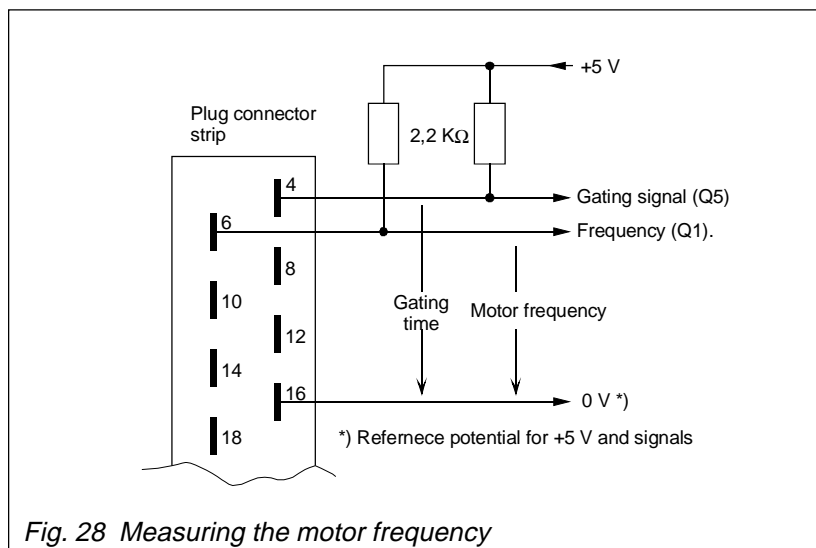 +5 V
Plug connector
strip
2,2 KΩ
4
Gating signal (Q5)
6
Frequency (Q1).
8
10
Gating
time
Motor frequency
12
14
16
0 V *)
18
*) Refernece potential for +5 V and signals
Fig. 28 Measuring the motor frequency